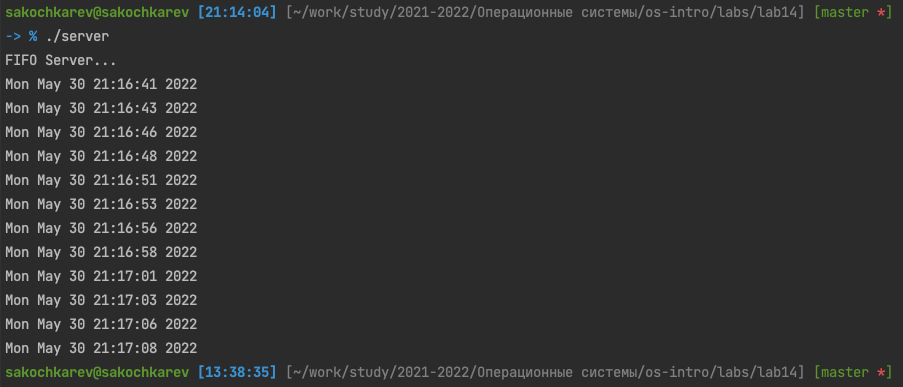 sakochkarev@sakochkarev [21:14:04] [~/work/study/2021-2022/Операционные системы/os-intro/labs/lab14] [master *]
-> % ./server
FIFO Server...
Mon May 30 21:16:41 2022
Mon May 30 21:16:43 2022
Mon May 30 21:16:46 2022
Mon May 30 21:16:48 2022
Mon May 30 21:16:51 2022
Mon May 30 21:16:53 2022
Mon May 30 21:16:56 2022
Mon May 30 21:16:58 2022
Mon May 30 21:17:01 2022
Mon May 30 21:17:03 2022
Mon May 30 21:17:06 2022
Mon May 30 21:17:08 2022
sakochkarev@sakochkarev [13:38:35] [~/work/study/2021-2022/Операционные системы/os-intro/labs/lab14] [master *]